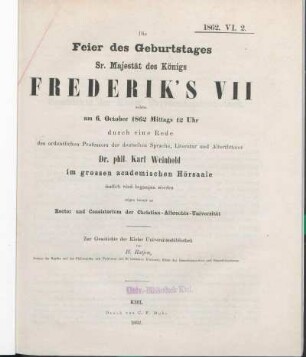 1862. VI. 2.
Die
Feier des Geburtstages
Sr. Majestät des Königs
FREDERIK'S VII
welche
am 6. October 1862 Mittags 12 Uhr
durch eine Rede
des ordentlichen Professors der deutschen Sprache, Literatur und Alterthümer
Dr. phil. Karl Weinhold
im grossen academischen Hörsaale
festlich wird begangen werden
zeigen hierdurch an
Rector und Consistorium der Christian-Albrechts-Universität
Zur Geschichte der Kieler Universitätsbibliothek
von
H. Ratjen,
KIEL.
Druck von C. F. Mohr.
1862.